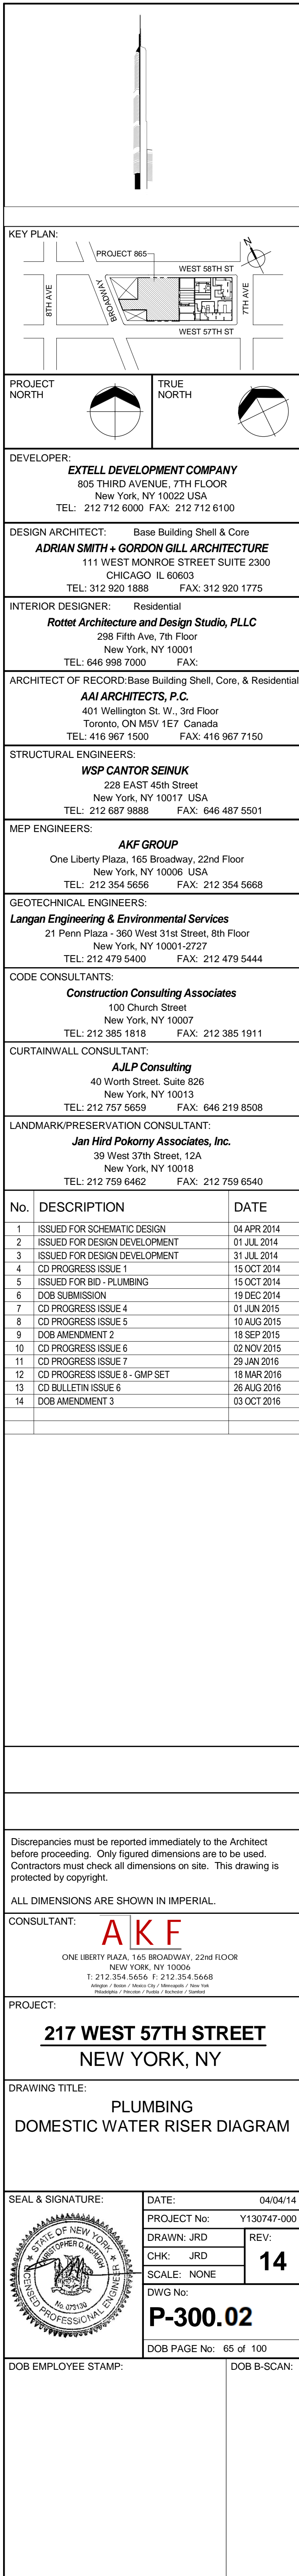 KEY PLAN:
N
PROJECT 865
WEST 58TH ST
8TH AVE
BROADWAY
7TH AVE
WEST 57TH ST
PROJECT
NORTH
TRUE
NORTH
DEVELOPER:
EXTELL DEVELOPMENT COMPANY
805 THIRD AVENUE, 7TH FLOOR
New York, NY 10022 USA
TEL: 212 712 6000 FAX: 212 712 6100
DESIGN ARCHITECT: Base Building Shell & Core
ADRIAN SMITH + GORDON GILL ARCHITECTURE
111 WEST MONROE STREET SUITE 2300
CHICAGO IL 60603
TEL: 312 920 1888 FAX: 312 920 1775
INTERIOR DESIGNER: Residential
Rottet Architecture and Design Studio, PLLC
298 Fifth Ave, 7th Floor
New York, NY 10001
TEL: 646 998 7000 FAX:
ARCHITECT OF RECORD:Base Building Shell, Core, & Residential
AAI ARCHITECTS, P.C.
401 Wellington St. W., 3rd Floor
Toronto, ON M5V 1E7 Canada
TEL: 416 967 1500 FAX: 416 967 7150
STRUCTURAL ENGINEERS:
WSP CANTOR SEINUK
228 EAST 45th Street
New York, NY 10017 USA
TEL: 212 687 9888 FAX: 646 487 5501
MEP ENGINEERS:
AKF GROUP
One Liberty Plaza, 165 Broadway, 22nd Floor
New York, NY 10006 USA
TEL: 212 354 5656 FAX: 212 354 5668
GEOTECHNICAL ENGINEERS:
Langan Engineering & Environmental Services
21 Penn Plaza - 360 West 31st Street, 8th Floor
New York, NY 10001-2727
TEL: 212 479 5400 FAX: 212 479 5444
CODE CONSULTANTS:
Construction Consulting Associates
100 Church Street
New York, NY 10007
TEL: 212 385 1818 FAX: 212 385 1911
CURTAINWALL CONSULTANT:
AJLP Consulting
40 Worth Street. Suite 826
New York, NY 10013
TEL: 212 757 5659 FAX: 646 219 8508
LANDMARK/PRESERVATION CONSULTANT:
Jan Hird Pokorny Associates, Inc.
39 West 37th Street, 12A
New York, NY 10018
TEL: 212 759 6462 FAX: 212 759 6540
No. DESCRIPTION DATE
1 ISSUED FOR SCHEMATIC DESIGN 04 APR 2014
2 ISSUED FOR DESIGN DEVELOPMENT 01 JUL 2014
3 ISSUED FOR DESIGN DEVELOPMENT 31 JUL 2014
4 CD PROGRESS ISSUE 1 15 OCT 2014
5 ISSUED FOR BID - PLUMBING 15 OCT 2014
6 DOB SUBMISSION 19 DEC 2014
7 CD PROGRESS ISSUE 4 01 JUN 2015
8 CD PROGRESS ISSUE 5 10 AUG 2015
9 DOB AMENDMENT 2 18 SEP 2015
10 CD PROGRESS ISSUE 6 02 NOV 2015
11 CD PROGRESS ISSUE 7 29 JAN 2016
12 CD PROGRESS ISSUE 8 - GMP SET 18 MAR 2016
13 CD BULLETIN ISSUE 6 26 AUG 2016
14 DOB AMENDMENT 3 03 OCT 2016
Discrepancies must be reported immediately to the Architect
before proceeding. Only figured dimensions are to be used.
Contractors must check all dimensions on site. This drawing is
protected by copyright.
ALL DIMENSIONS ARE SHOWN IN IMPERIAL.
CONSULTANT:
AKF
ONE LIBERTY PLAZA, 165 BROADWAY, 22nd FLOOR
NEW YORK, NY 10006
T: 212.354.5656 F: 212.354.5668
Arlington / Boston / Mexico City / Minneapolis / New York
Philadelphia / Princeton / Puebla / Rochester / Stamford
PROJECT:
217 WEST 57TH STREET
NEW YORK, NY
DRAWING TITLE:
PLUMBING
DOMESTIC WATER RISER DIAGRAM
SEAL & SIGNATURE:
STATE OF NEW YORK
No. 073130
LICENSED PROFESSIONAL ENGINEER
DATE: 04/04/14
PROJECT No: Y130747-000
DRAWN: JRD
CHK: JRD
SCALE: NONE
REV:
14
DWG No:
P-300.02
DOB PAGE No: 65 of 100
DOB EMPLOYEE STAMP:
DOB B-SCAN: